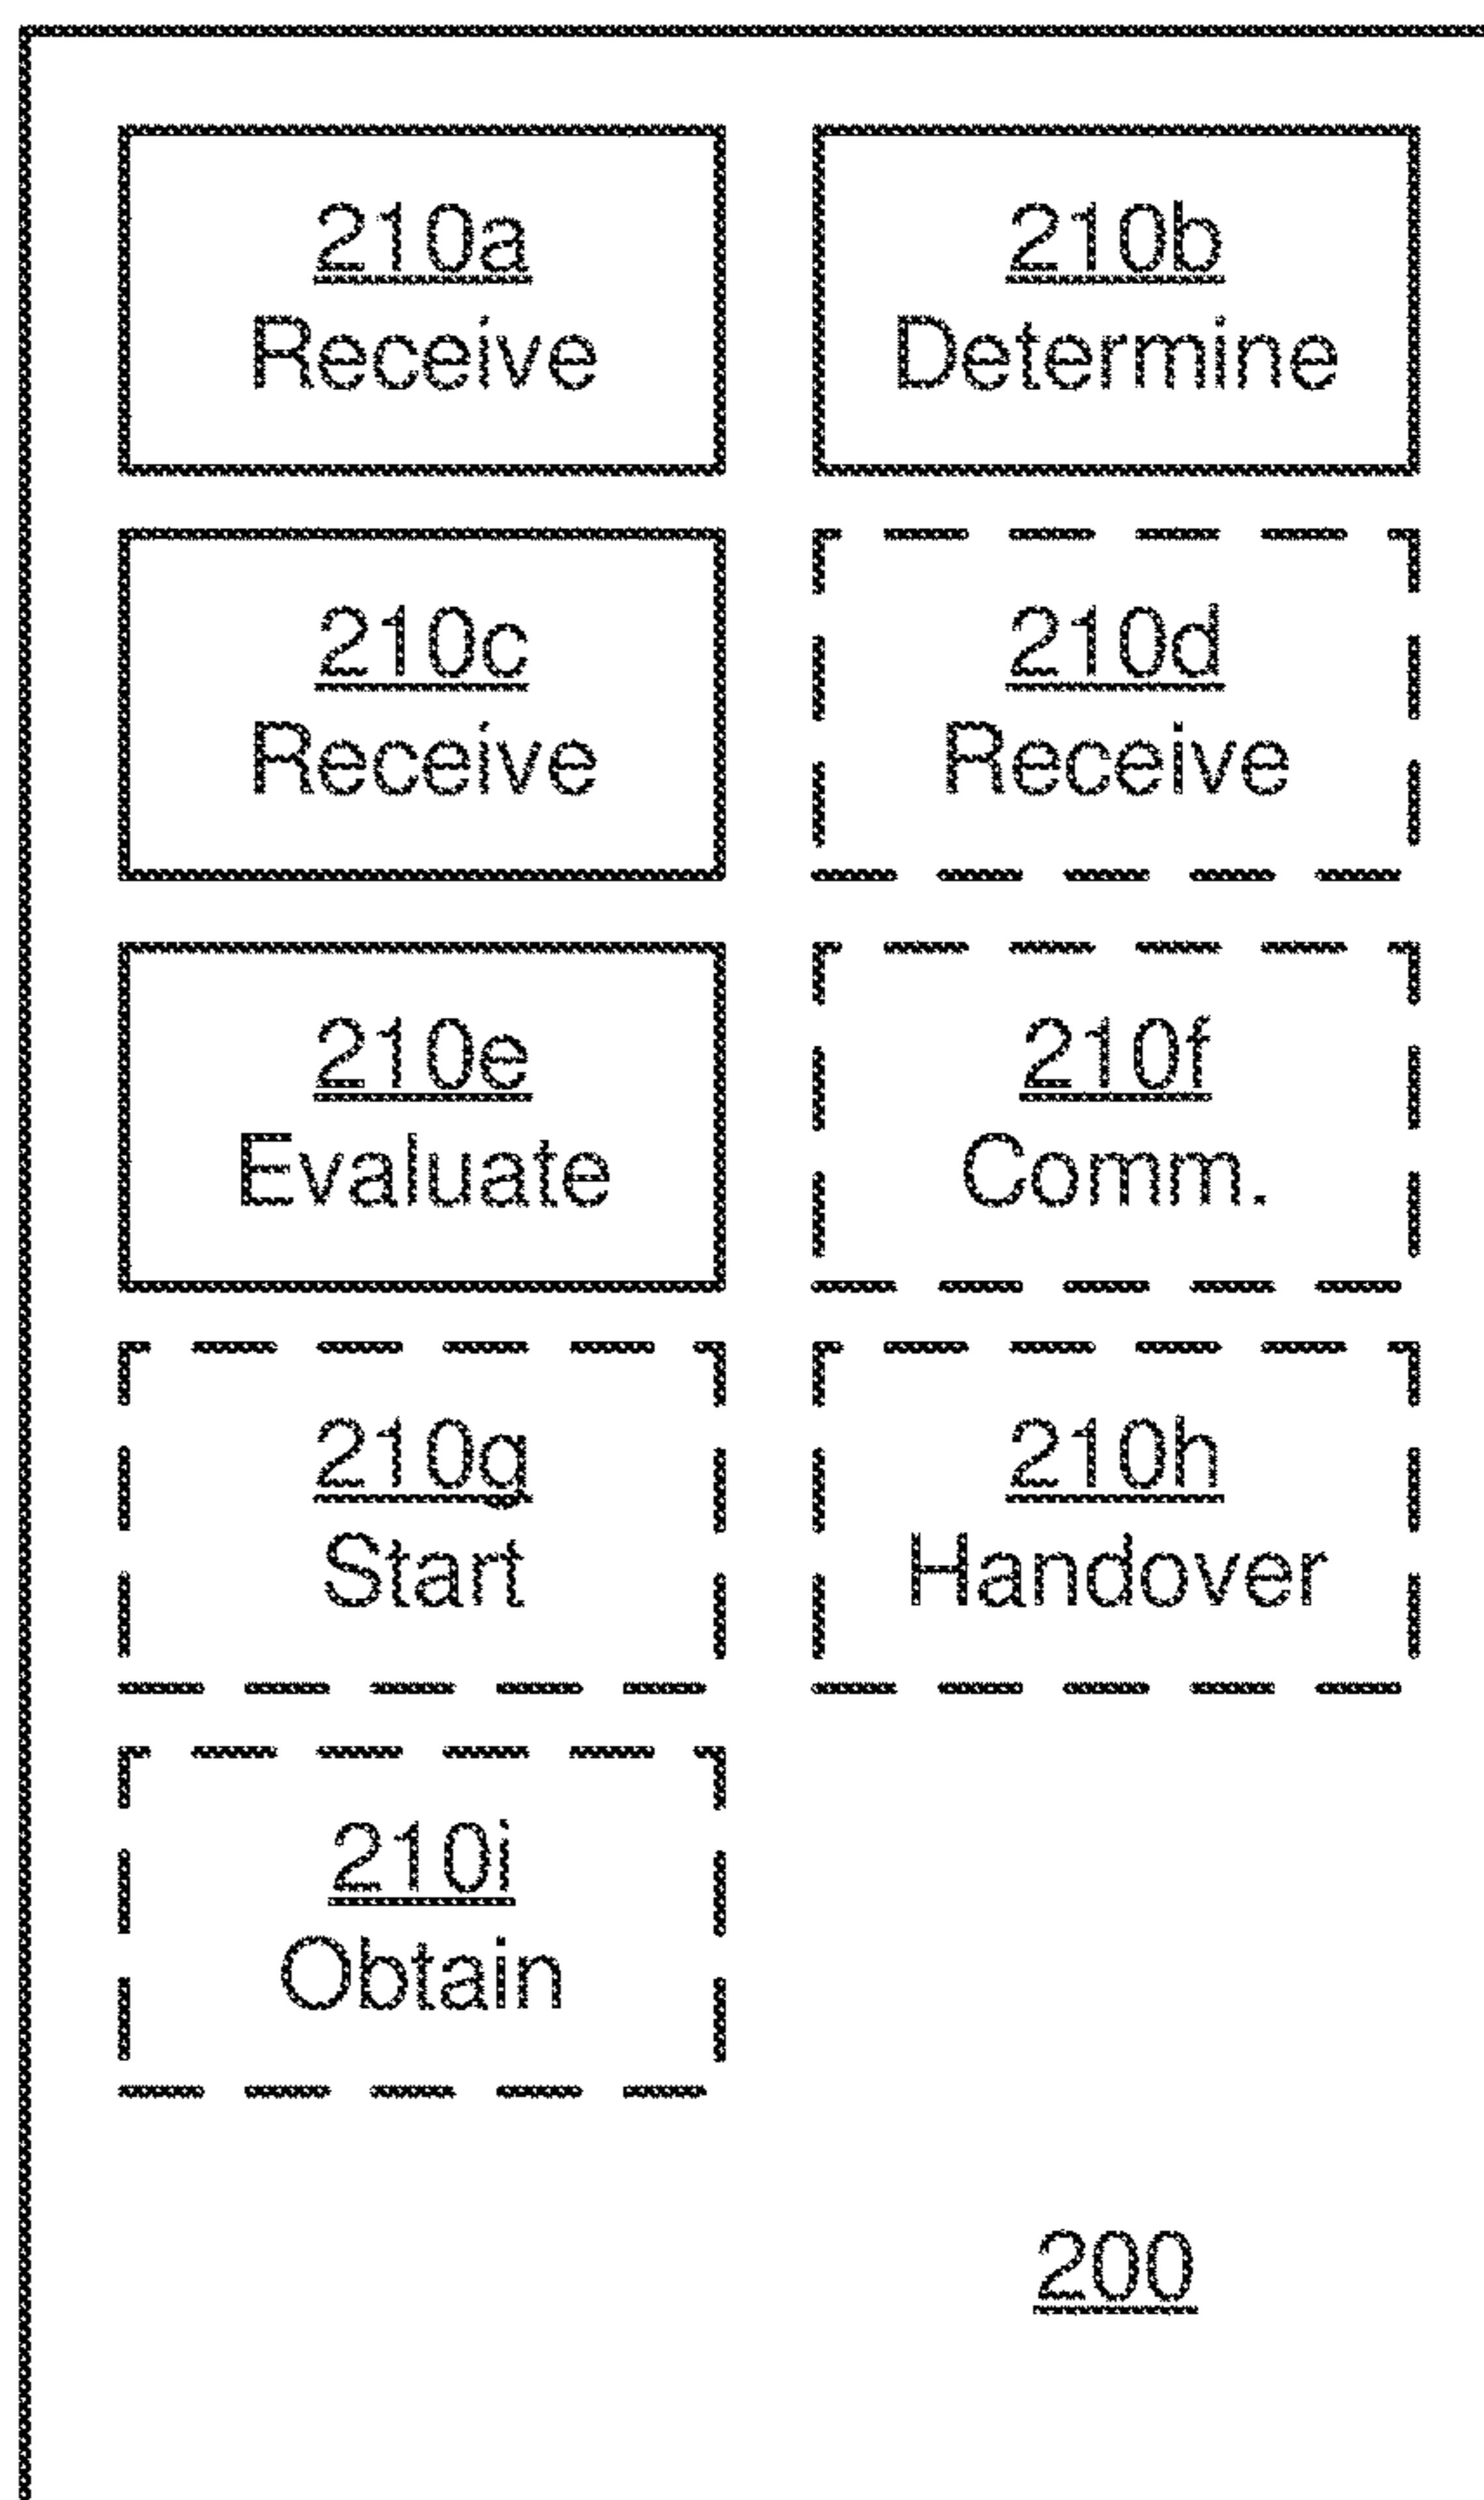 210a
Receive
210b
Determine
210c
Receive
210d
Receive
210e
Evaluate
210f
Comm.
210g
Start
210h
Handover
210i
Obtain
200